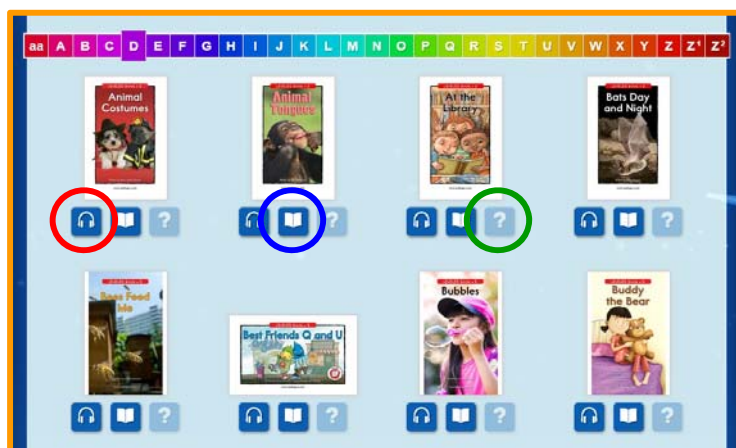 aa A B C D E F G H I J K L M N O P Q R S T U V W X Y Z Z¹ Z²
Animal
Costumes
Animal
Tongues
At the
Library
Bats Day
and Night
? ? ? ?
Bees Feed
Me
Best Friends Q and U
Bubbles
Buddy
the Bear
? ? ? ?